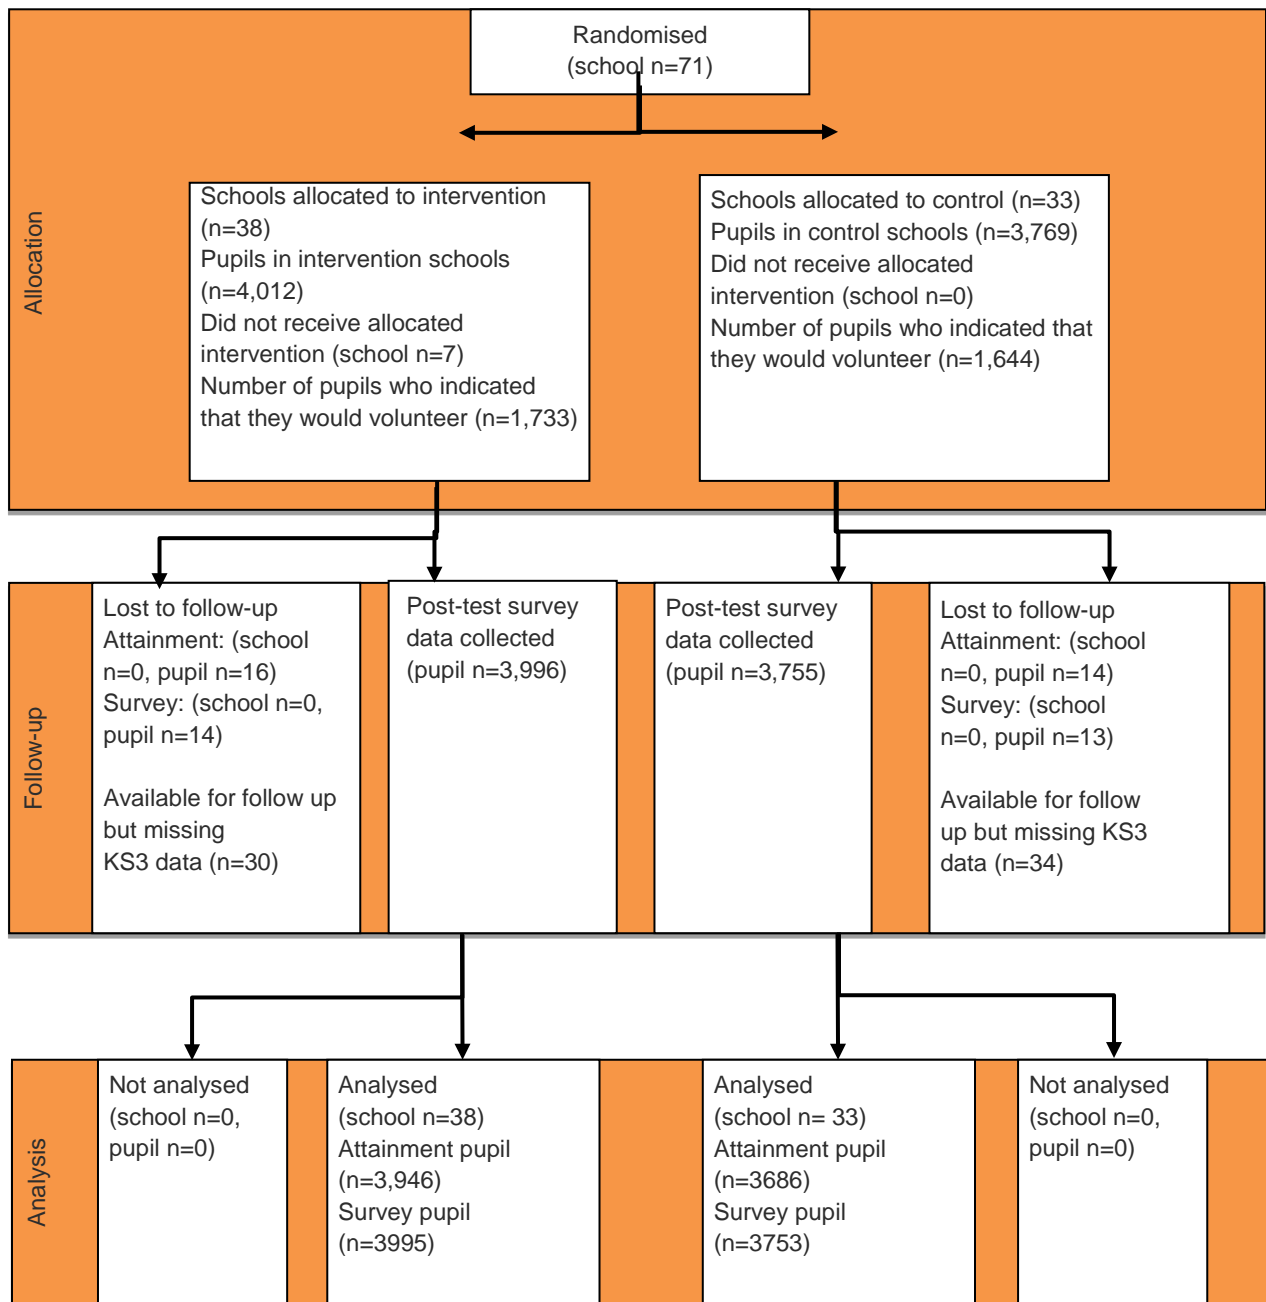 Randomised
(school n=71)
Allocation
Schools allocated to intervention
(n=38)
Pupils in intervention schools
(n=4,012)
Did not receive allocated
intervention (school n=7)
Number of pupils who indicated
that they would volunteer (n=1,733)
Schools allocated to control (n=33)
Pupils in control schools (n=3,769)
Did not receive allocated
intervention (school n=0)
Number of pupils who indicated that
they would volunteer (n=1,644)
Follow-up
Lost to follow-up
Attainment: (school
n=0, pupil n=16)
Survey: (school n=0,
pupil n=14)
Available for follow up
but missing
KS3 data (n=30)
Post-test survey
data collected
(pupil n=3,996)
Post-test survey
data collected
(pupil n=3,755)
Lost to follow-up
Attainment: (school
n=0, pupil n=14)
Survey: (school
n=0, pupil n=13)
Available for follow
up but missing KS3
data (n=34)
Analysis
Not analysed
(school n=0,
pupil n=0)
Analysed
(school n=38)
Attainment pupil
(n=3,946)
Survey pupil
(n=3995)
Analysed
(school n= 33)
Attainment pupil
(n=3686)
Survey pupil
(n=3753)
Not analysed
(school n=0,
pupil n=0)